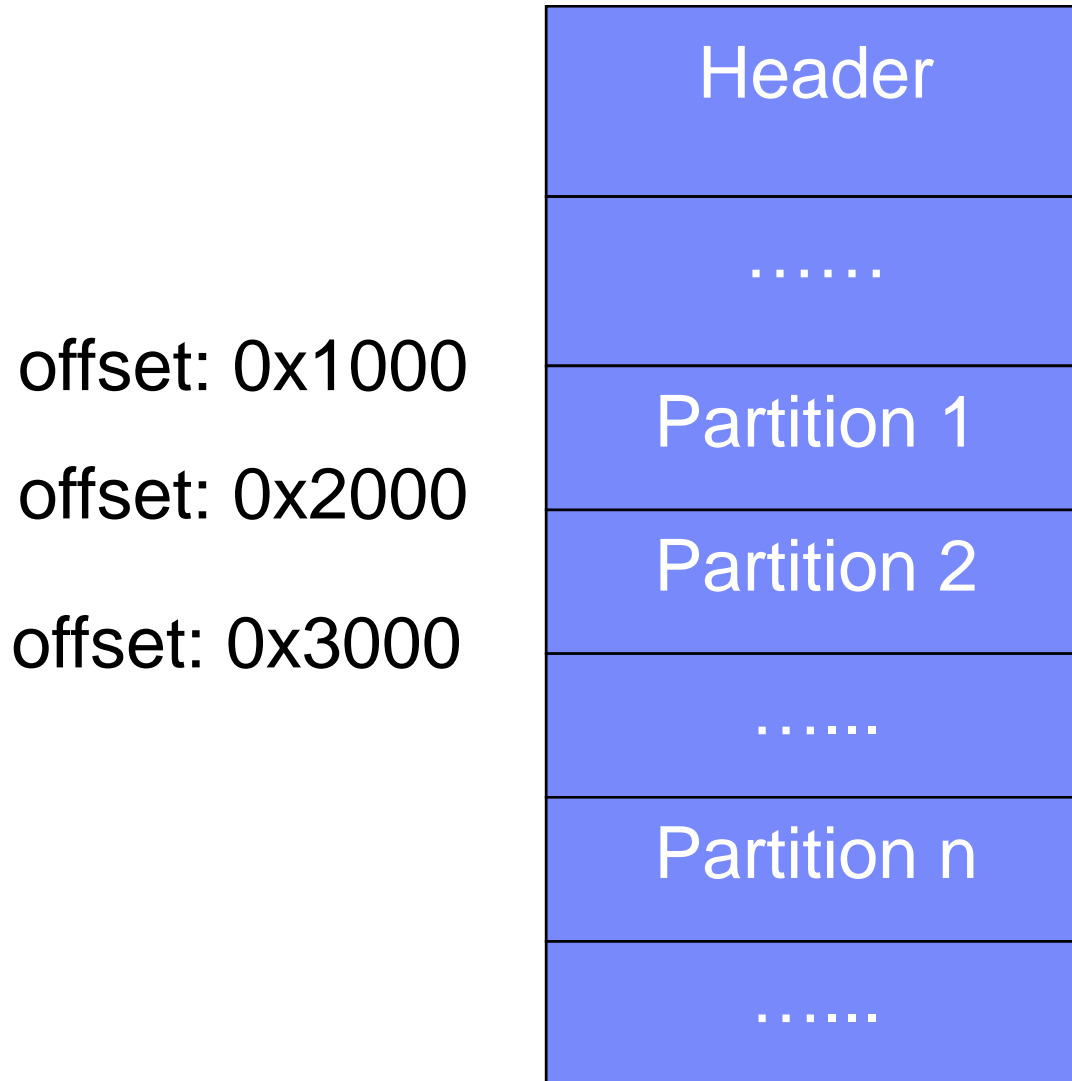 Header
……
offset: 0x1000
Partition 1
offset: 0x2000
Partition 2
offset: 0x3000
…...
Partition n
…...